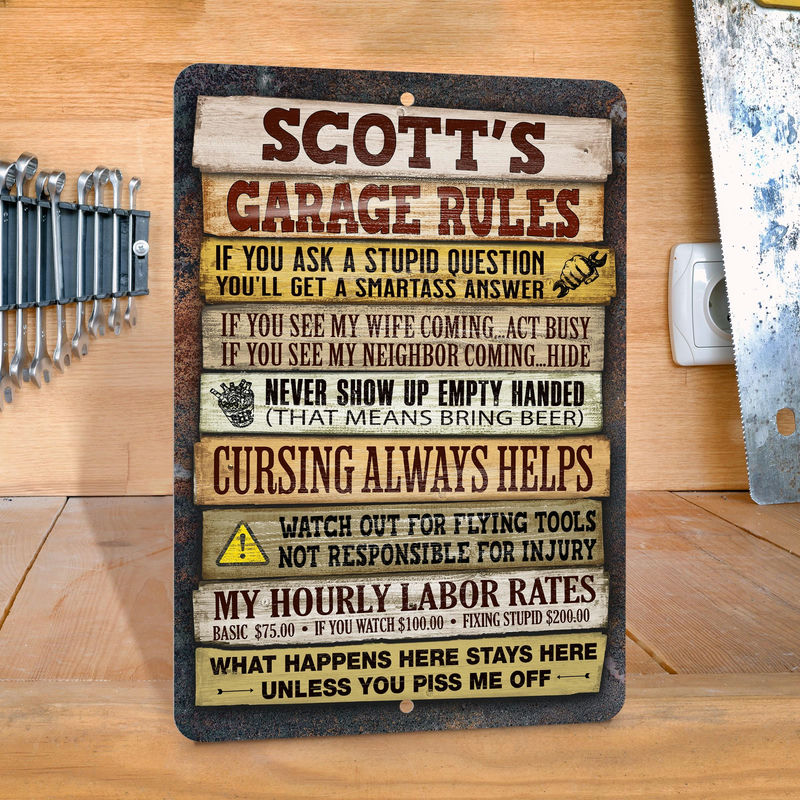 SCOTT'S
GARAGE RULES
IF YOU ASK A STUPID QUESTION
YOU'LL GET A SMARTASS ANSWER
IF YOU SEE MY WIFE COMING...ACT BUSY
IF YOU SEE MY NEIGHBOR COMING...HIDE
NEVER SHOW UP EMPTY HANDED
(THAT MEANS BRING BEER)
CURSING ALWAYS HELPS
! WATCH OUT FOR FLYING TOOLS
NOT RESPONSIBLE FOR INJURY
MY HOURLY LABOR RATES
BASIC $75.00 • IF YOU WATCH $100.00 • FIXING STUPID $200.00
WHAT HAPPENS HERE STAYS HERE
UNLESS YOU PISS ME OFF